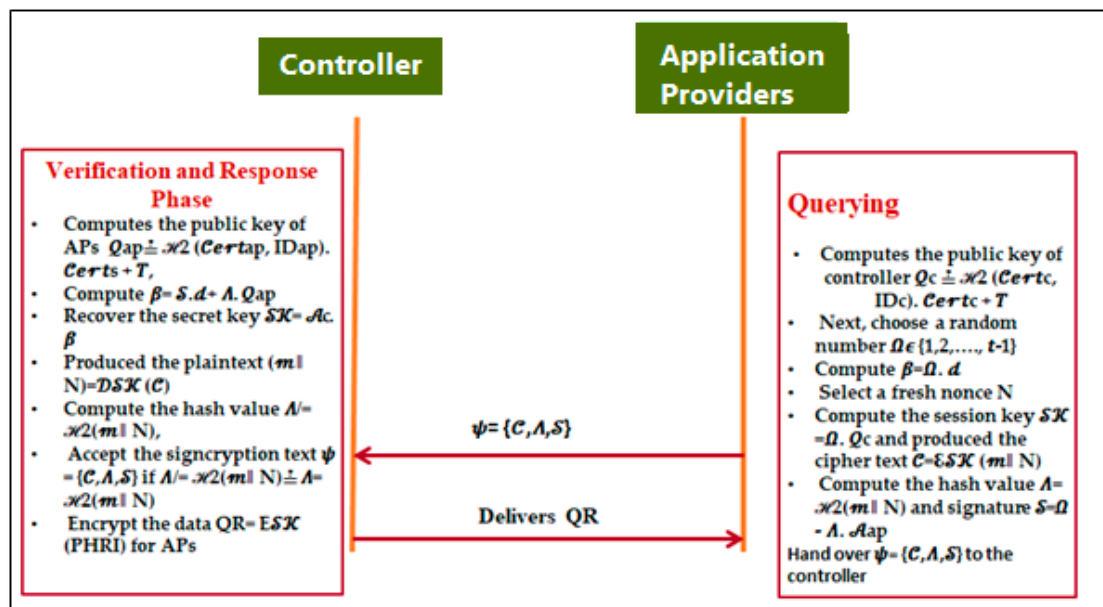 Controller
Application
Providers
Verification and Response
Phase
• Computes the public key of
APs 𝒬ap≟ ℋ2 (𝓒𝓮𝓻𝓽ap, IDap).
𝓒𝓮𝓻𝓽s + 𝑻,
• Compute 𝜷= 𝓢.𝒅+ 𝜦. 𝒬ap
• Recover the secret key 𝓢𝓚= 𝓐c.
𝜷
• Produced the plaintext (𝓶‖
N)=𝓓𝓢𝓚 (𝓒)
• Compute the hash value 𝜦/=
ℋ2(𝓶‖ N),
• Accept the signcryption text 𝝍
= {𝓒,𝜦,𝓢} if 𝜦/= ℋ2(𝓶‖ N)≟ 𝜦=
ℋ2(𝓶‖ N)
• Encrypt the data QR= E𝓢𝓚
(PHRI) for APs
𝝍= {𝓒,𝜦,𝓢}
Delivers QR
Querying
• Computes the public key of
controller 𝒬c ≟ ℋ2 (𝓒𝓮𝓻𝓽c,
IDc). 𝓒𝓮𝓻𝓽c + 𝑻
• Next, choose a random
number 𝜴𝝐 {1,2,…., 𝒕-1}
• Compute 𝜷=𝜴. 𝒅
• Select a fresh nonce N
• Compute the session key 𝓢𝓚
=𝜴. 𝒬c and produced the
cipher text 𝓒=𝓔𝓢𝓚 (𝓶‖ N)
• Compute the hash value 𝜦=
ℋ2(𝓶‖ N) and signature 𝓢=𝜴
- 𝜦. 𝓐ap
Hand over 𝝍= {𝓒,𝜦,𝓢} to the
controller